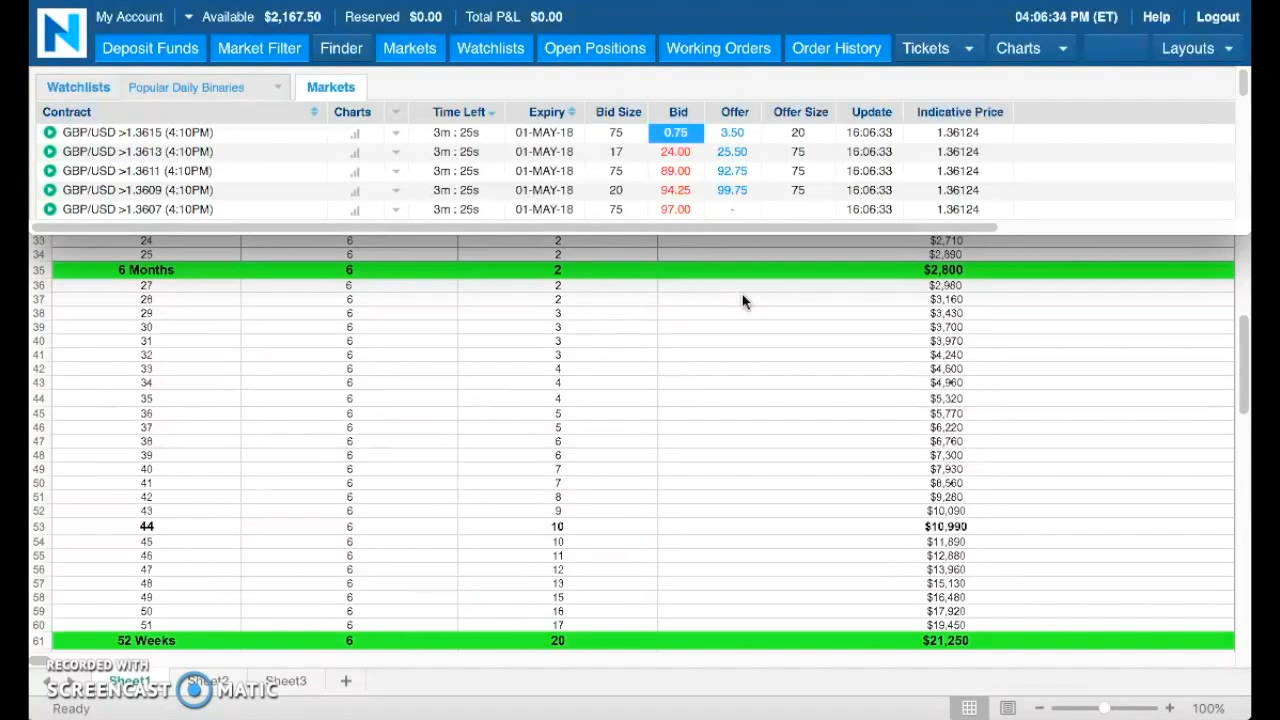 N My Account Available $2,167.50 Reserved $0.00 Total P&L $0.00 04:06:34 PM (ET) Help Logout
Deposit Funds Market Filter Finder Markets Watchlists Open Positions Working Orders Order History Tickets Charts Layouts
Watchlists Popular Daily Binaries Markets
Contract Charts Time Left Expiry Bid Size Bid Offer Offer Size Update Indicative Price
GBP/USD >1.3615 (4:10PM) 3m : 25s 01-MAY-18 75 0.75 3.50 20 16:06:33 1.36124
GBP/USD >1.3613 (4:10PM) 3m : 25s 01-MAY-18 17 24.00 25.50 75 16:06:33 1.36124
GBP/USD >1.3611 (4:10PM) 3m : 25s 01-MAY-18 75 89.00 92.75 75 16:06:33 1.36124
GBP/USD >1.3609 (4:10PM) 3m : 25s 01-MAY-18 20 94.25 99.75 75 16:06:33 1.36124
GBP/USD >1.3607 (4:10PM) 3m : 25s 01-MAY-18 75 97.00 - 16:06:33 1.36124
33 24 6 2 $2,710
34 25 6 2 $2,890
35 6 Months 6 2 $2,800
36 27 6 2 $2,980
37 28 6 2 $3,160
38 29 6 3 $3,430
39 30 6 3 $3,700
40 31 6 3 $3,970
41 32 6 3 $4,240
42 33 6 4 $4,600
43 34 6 4 $4,960
44 35 6 4 $5,320
45 36 6 5 $5,770
46 37 6 5 $6,220
47 38 6 6 $6,760
48 39 6 6 $7,300
49 40 6 7 $7,930
50 41 6 7 $8,560
51 42 6 8 $9,280
52 43 6 9 $10,090
53 44 6 10 $10,990
54 45 6 10 $11,890
55 46 6 11 $12,880
56 47 6 12 $13,960
57 48 6 13 $15,130
58 49 6 15 $16,480
59 50 6 16 $17,920
60 51 6 17 $19,450
61 52 Weeks 6 20 $21,250
RECORDED WITH
Sheet1 Sheet2 Sheet3 +
SCREENCAST MATIC
Ready 100%